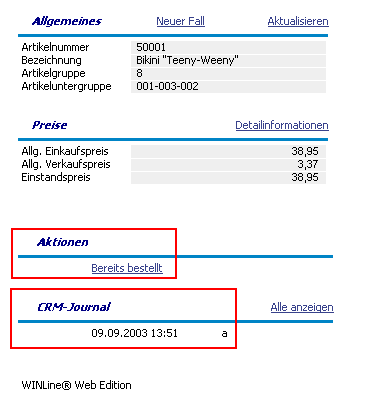 Allgemeines Neuer Fall Aktualisieren
Artikelnummer 50001
Bezeichnung Bikini "Teeny-Weeny"
Artikelgruppe 8
Artikeluntergruppe 001-003-002
Preise Detailinformationen
Allg. Einkaufspreis 38,95
Allg. Verkaufspreis 3,37
Einstandspreis 38,95
Aktionen
Bereits bestellt
CRM-Journal Alle anzeigen
09.09.2003 13:51 a
WINLine® Web Edition